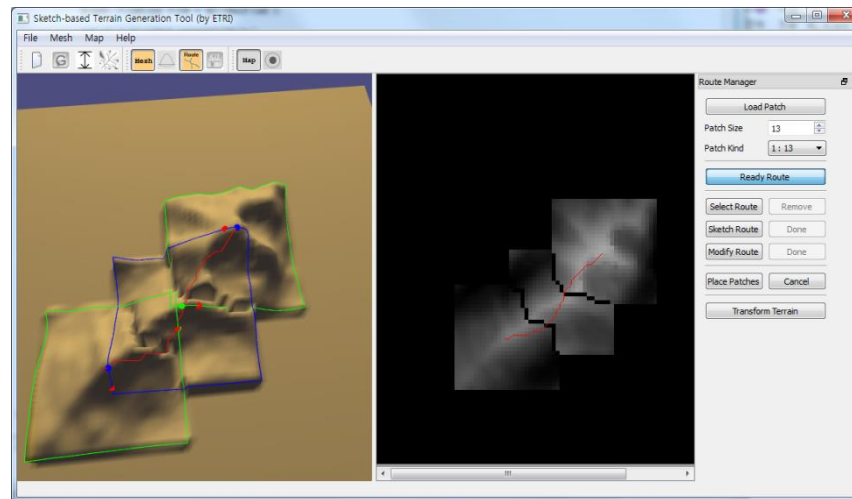 Sketch-based Terrain Generation Tool (by ETRI)
File Mesh Map Help
G Mesh Route Map
Route Manager
Load Patch
Patch Size 13
Patch Kind 1 : 13
Ready Route
Select Route Remove
Sketch Route Done
Modify Route Done
Place Patches Cancel
Transform Terrain